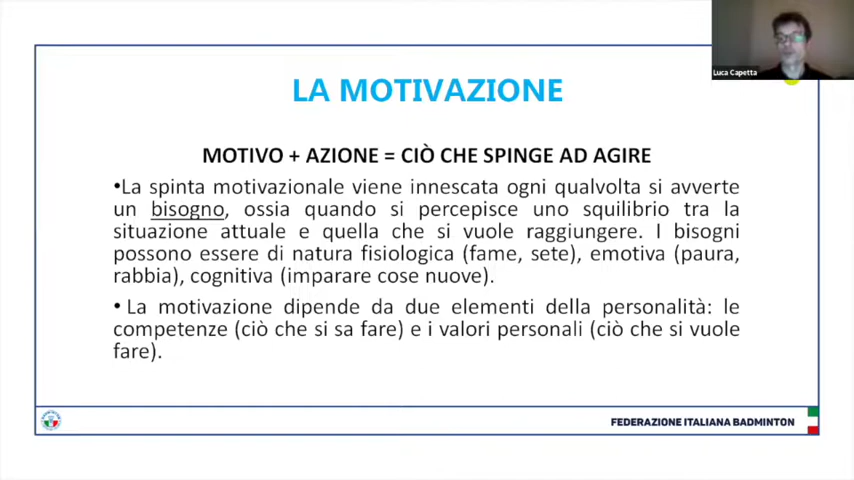 Luca Capetta
LA MOTIVAZIONE
MOTIVO + AZIONE = CIÒ CHE SPINGE AD AGIRE
•La spinta motivazionale viene innescata ogni qualvolta si avverte
un bisogno, ossia quando si percepisce uno squilibrio tra la
situazione attuale e quella che si vuole raggiungere. I bisogni
possono essere di natura fisiologica (fame, sete), emotiva (paura,
rabbia), cognitiva (imparare cose nuove).
• La motivazione dipende da due elementi della personalità: le
competenze (ciò che si sa fare) e i valori personali (ciò che si vuole
fare).
FEDERAZIONE ITALIANA BADMINTON